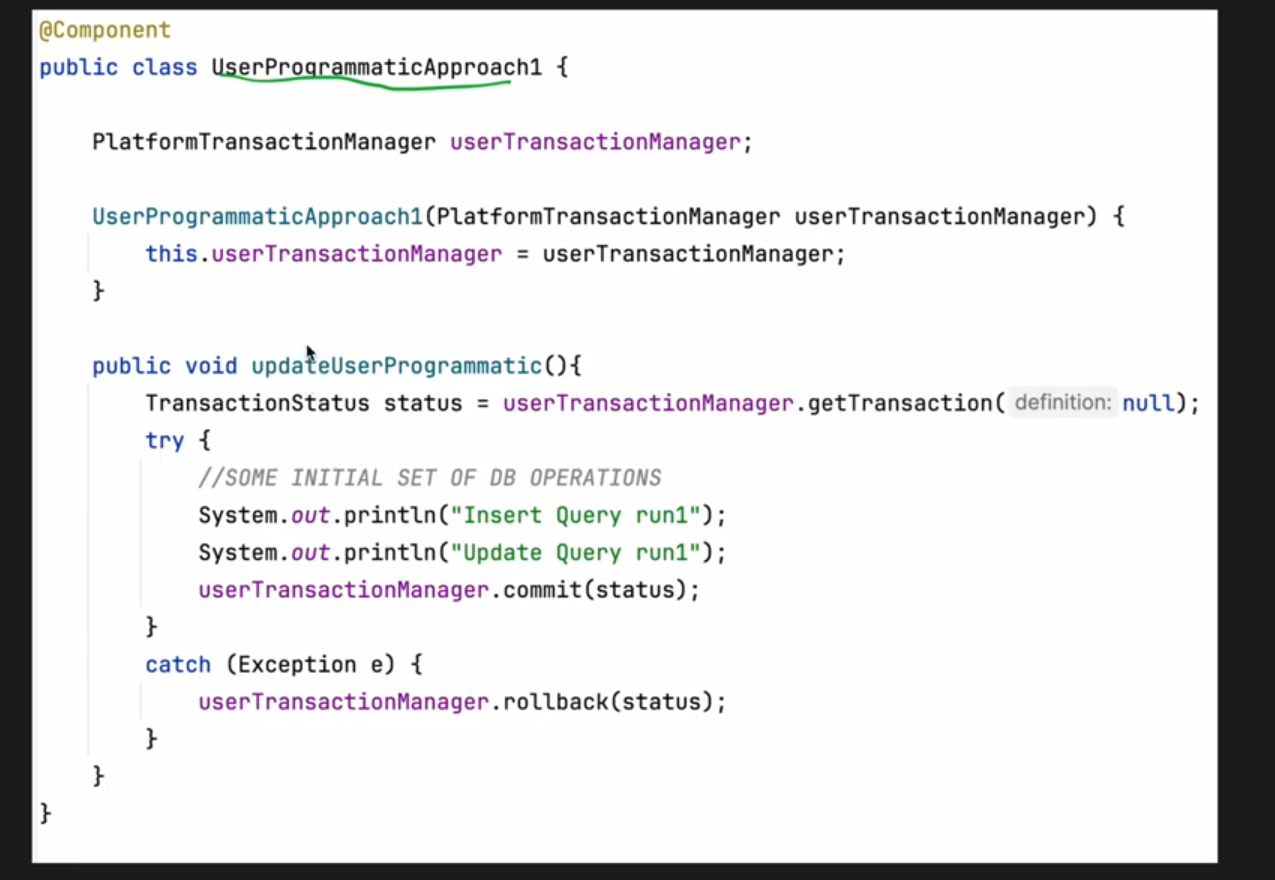 @Component
public class UserProgrammaticApproach1 {
PlatformTransactionManager userTransactionManager;
UserProgrammaticApproach1(PlatformTransactionManager userTransactionManager) {
this.userTransactionManager = userTransactionManager;
}
public void updateUserProgrammatic(){
TransactionStatus status = userTransactionManager.getTransaction( definition: null);
try {
//SOME INITIAL SET OF DB OPERATIONS
System.out.println("Insert Query run1");
System.out.println("Update Query run1");
userTransactionManager.commit(status);
}
catch (Exception e) {
userTransactionManager.rollback(status);
}
}
}